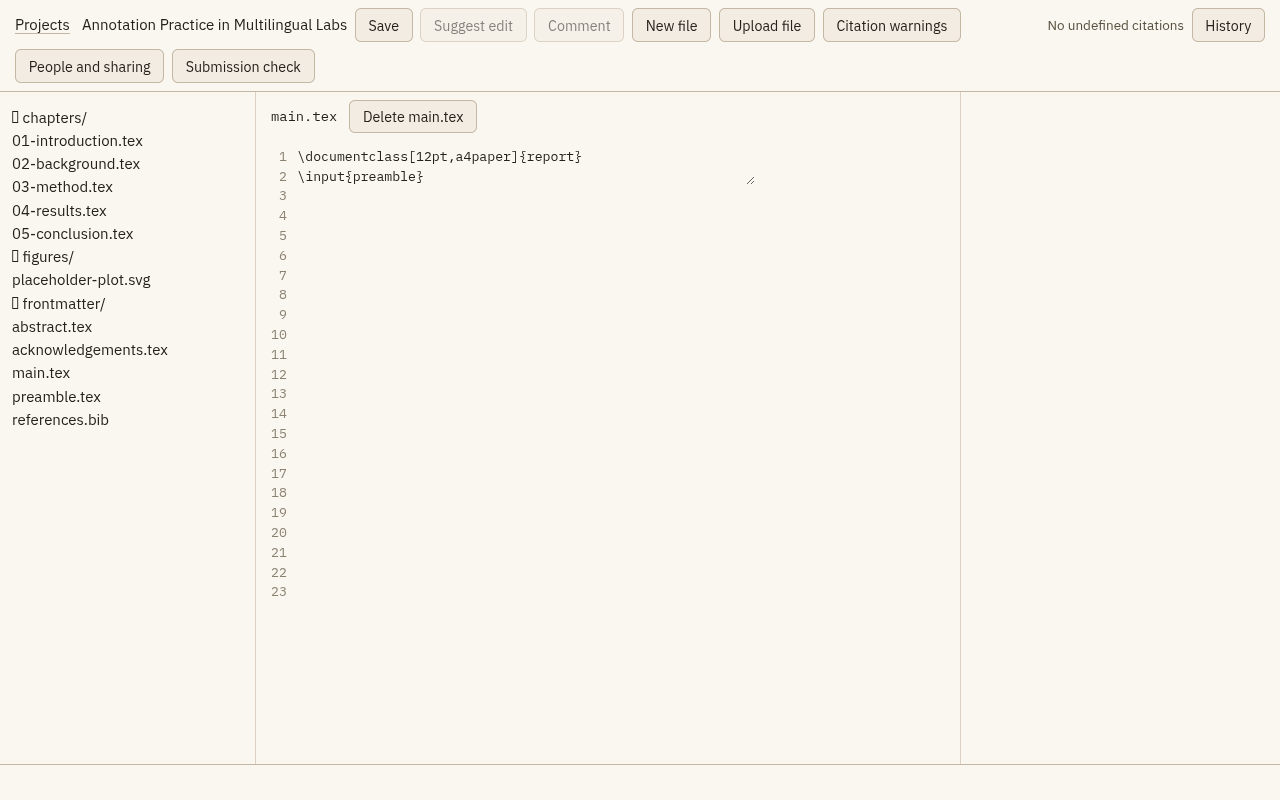 Projects Annotation Practice in Multilingual Labs Save Suggest edit Comment New file Upload file Citation warnings No undefined citations History
People and sharing Submission check
chapters/
01-introduction.tex
02-background.tex
03-method.tex
04-results.tex
05-conclusion.tex
figures/
placeholder-plot.svg
frontmatter/
abstract.tex
acknowledgements.tex
main.tex
preamble.tex
references.bib
main.tex Delete main.tex
1 \documentclass[12pt,a4paper]{report}
2 \input{preamble}
3
4
5
6
7
8
9
10
11
12
13
14
15
16
17
18
19
20
21
22
23